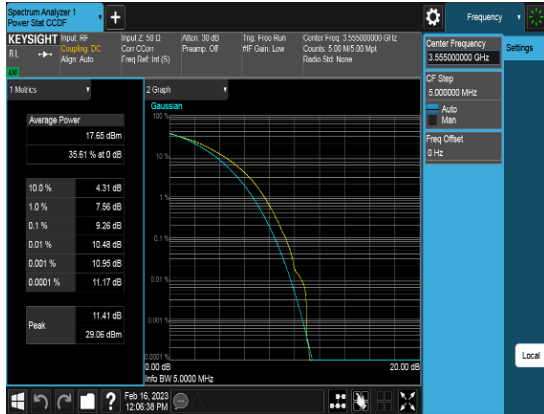 Spectrum Analyzer 1
Power Stat CCDF
+
Frequency
KEYSIGHT
RL
Input: RF
Coupling: DC
Align: Auto
Input Z: 50 Ω
Corr CCorr
Freq Ref: Int (S)
Atten: 30 dB
Preamp: Off
Trig: Free Run
#IF Gain: Low
Center Freq: 3.555000000 GHz
Counts: 5.00 M/5.00 Mpt
Radio Std: None
1 Metrics
Average Power
17.65 dBm
35.61 % at 0 dB
10.0 % 4.31 dB
1.0 % 7.56 dB
0.1 % 9.26 dB
0.01 % 10.48 dB
0.001 % 10.95 dB
0.0001 % 11.17 dB
Peak
11.41 dB
29.06 dBm
2 Graph
Gaussian
100 %
10 %
1 %
0.1 %
0.01 %
0.001 %
0.0001 %
0.00 dB 20.00 dB
Info BW 5.0000 MHz
Center Frequency
3.555000000 GHz
Settings
CF Step
5.000000 MHz
Auto
Man
Freq Offset
0 Hz
Local
?
Feb 16, 2023
12:06:38 PM